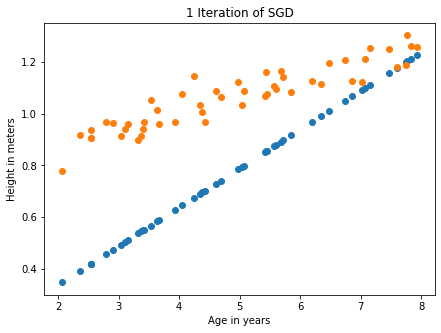 1 Iteration of SGD
Height in meters
1.2
1.0
0.8
0.6
0.4
2 3 4 5 6 7 8
Age in years